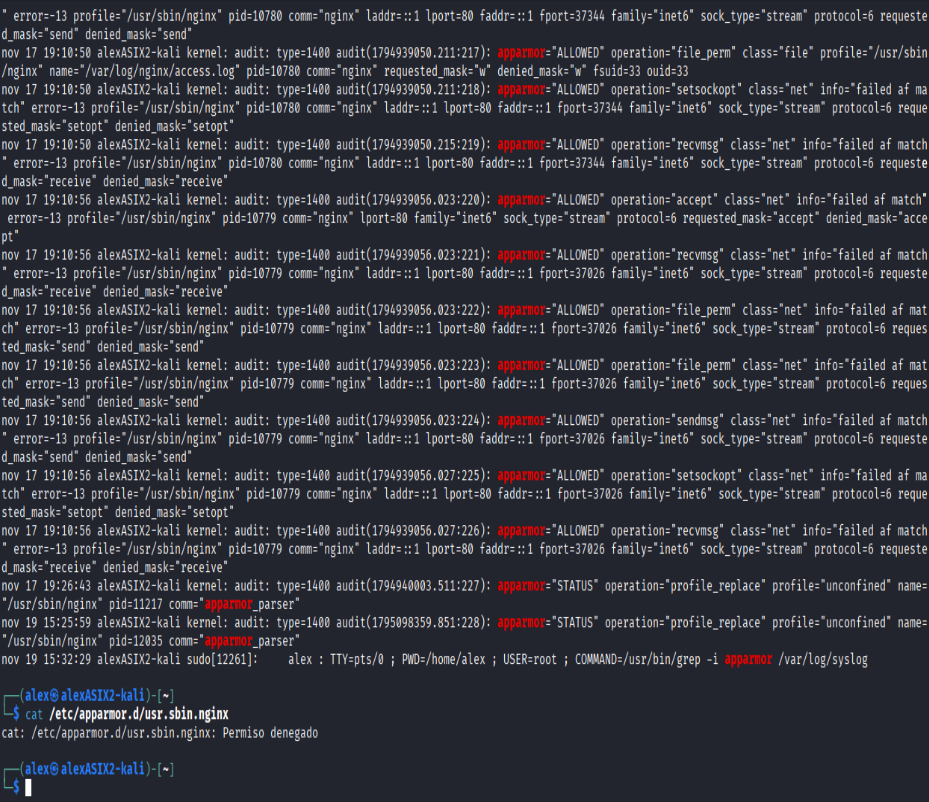 " error=-13 profile="/usr/sbin/nginx" pid=10780 comm="nginx" laddr=::1 lport=80 faddr=::1 fport=37344 family="inet6" sock_type="stream" protocol=6 requeste
d_mask="send" denied_mask="send"
nov 17 19:10:50 alexASIX2-kali kernel: audit: type=1400 audit(1794939050.211:217): apparmor="ALLOWED" operation="file_perm" class="file" profile="/usr/sbin
/nginx" name="/var/log/nginx/access.log" pid=10780 comm="nginx" requested_mask="w" denied_mask="w" fsuid=33 ouid=33
nov 17 19:10:50 alexASIX2-kali kernel: audit: type=1400 audit(1794939050.211:218): apparmor="ALLOWED" operation="setsockopt" class="net" info="failed af ma
tch" error=-13 profile="/usr/sbin/nginx" pid=10780 comm="nginx" laddr=::1 lport=80 faddr=::1 fport=37344 family="inet6" sock_type="stream" protocol=6 reque
sted_mask="setopt" denied_mask="setopt"
nov 17 19:10:50 alexASIX2-kali kernel: audit: type=1400 audit(1794939050.215:219): apparmor="ALLOWED" operation="recvmsg" class="net" info="failed af match
" error=-13 profile="/usr/sbin/nginx" pid=10780 comm="nginx" laddr=::1 lport=80 faddr=::1 fport=37344 family="inet6" sock_type="stream" protocol=6 requeste
d_mask="receive" denied_mask="receive"
nov 17 19:10:56 alexASIX2-kali kernel: audit: type=1400 audit(1794939056.023:220): apparmor="ALLOWED" operation="accept" class="net" info="failed af match"
 error=-13 profile="/usr/sbin/nginx" pid=10779 comm="nginx" lport=80 family="inet6" sock_type="stream" protocol=6 requested_mask="accept" denied_mask="acce
pt"
nov 17 19:10:56 alexASIX2-kali kernel: audit: type=1400 audit(1794939056.023:221): apparmor="ALLOWED" operation="recvmsg" class="net" info="failed af match
" error=-13 profile="/usr/sbin/nginx" pid=10779 comm="nginx" laddr=::1 lport=80 faddr=::1 fport=37026 family="inet6" sock_type="stream" protocol=6 requeste
d_mask="receive" denied_mask="receive"
nov 17 19:10:56 alexASIX2-kali kernel: audit: type=1400 audit(1794939056.023:222): apparmor="ALLOWED" operation="file_perm" class="net" info="failed af mat
ch" error=-13 profile="/usr/sbin/nginx" pid=10779 comm="nginx" laddr=::1 lport=80 faddr=::1 fport=37026 family="inet6" sock_type="stream" protocol=6 reques
ted_mask="send" denied_mask="send"
nov 17 19:10:56 alexASIX2-kali kernel: audit: type=1400 audit(1794939056.023:223): apparmor="ALLOWED" operation="file_perm" class="net" info="failed af mat
ch" error=-13 profile="/usr/sbin/nginx" pid=10779 comm="nginx" laddr=::1 lport=80 faddr=::1 fport=37026 family="inet6" sock_type="stream" protocol=6 reques
ted_mask="send" denied_mask="send"
nov 17 19:10:56 alexASIX2-kali kernel: audit: type=1400 audit(1794939056.023:224): apparmor="ALLOWED" operation="sendmsg" class="net" info="failed af match
" error=-13 profile="/usr/sbin/nginx" pid=10779 comm="nginx" laddr=::1 lport=80 faddr=::1 fport=37026 family="inet6" sock_type="stream" protocol=6 requeste
d_mask="send" denied_mask="send"
nov 17 19:10:56 alexASIX2-kali kernel: audit: type=1400 audit(1794939056.027:225): apparmor="ALLOWED" operation="setsockopt" class="net" info="failed af ma
tch" error=-13 profile="/usr/sbin/nginx" pid=10779 comm="nginx" laddr=::1 lport=80 faddr=::1 fport=37026 family="inet6" sock_type="stream" protocol=6 reque
sted_mask="setopt" denied_mask="setopt"
nov 17 19:10:56 alexASIX2-kali kernel: audit: type=1400 audit(1794939056.027:226): apparmor="ALLOWED" operation="recvmsg" class="net" info="failed af match
" error=-13 profile="/usr/sbin/nginx" pid=10779 comm="nginx" laddr=::1 lport=80 faddr=::1 fport=37026 family="inet6" sock_type="stream" protocol=6 requeste
d_mask="receive" denied_mask="receive"
nov 17 19:26:43 alexASIX2-kali kernel: audit: type=1400 audit(1794940003.511:227): apparmor="STATUS" operation="profile_replace" profile="unconfined" name=
"/usr/sbin/nginx" pid=11217 comm="apparmor_parser"
nov 19 15:25:59 alexASIX2-kali kernel: audit: type=1400 audit(1795098359.851:228): apparmor="STATUS" operation="profile_replace" profile="unconfined" name=
"/usr/sbin/nginx" pid=12035 comm="apparmor_parser"
nov 19 15:32:29 alexASIX2-kali sudo[12261]:     alex : TTY=pts/0 ; PWD=/home/alex ; USER=root ; COMMAND=/usr/bin/grep -i apparmor /var/log/syslog
┌──(alex㉿alexASIX2-kali)-[~]
└─$ cat /etc/apparmor.d/usr.sbin.nginx
cat: /etc/apparmor.d/usr.sbin.nginx: Permiso denegado
┌──(alex㉿alexASIX2-kali)-[~]
└─$